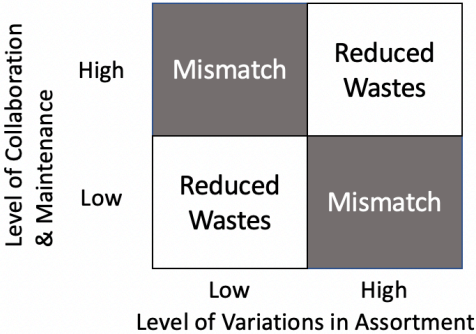 Level of Collaboration
& Maintenance
High
Mismatch
Reduced
Wastes
Low
Reduced
Wastes
Mismatch
Low
High
Level of Variations in Assortment